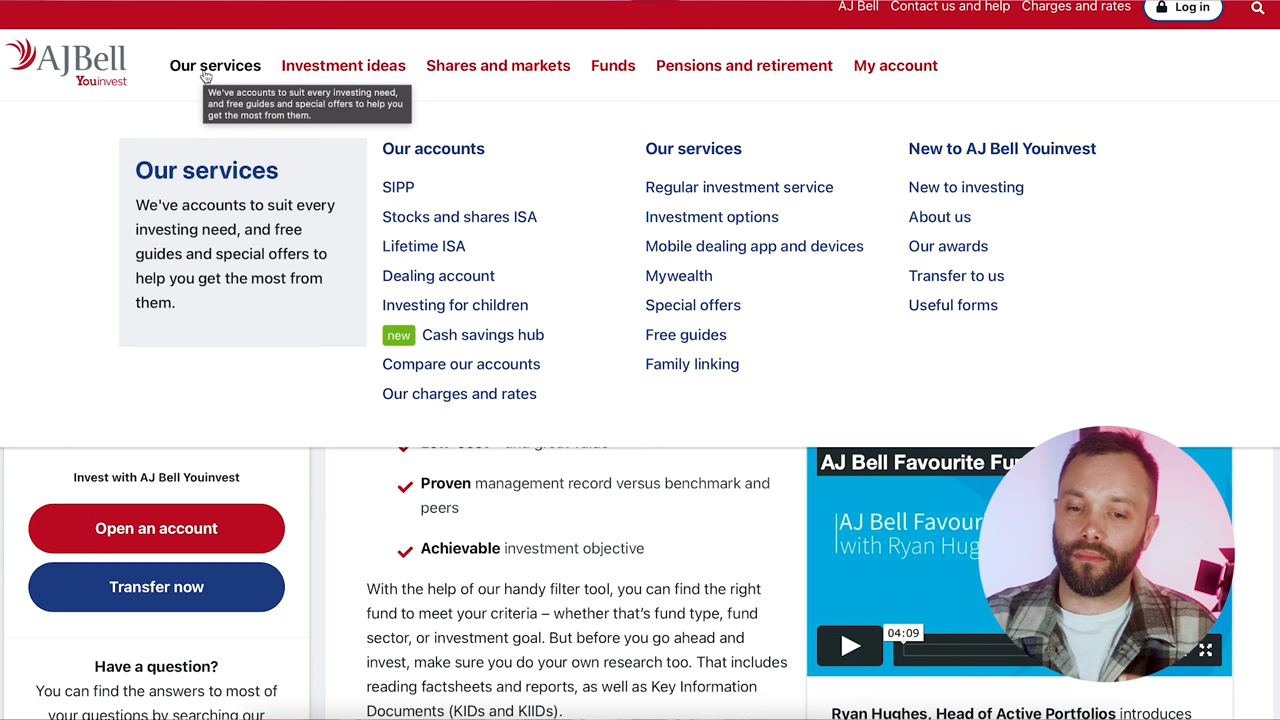 AJ Bell Contact us and help Charges and rates Log in
AJBell
Youinvest
Our services Investment ideas Shares and markets Funds Pensions and retirement My account
We've accounts to suit every investing need,
and free guides and special offers to help you
get the most from them.
Our services
We've accounts to suit every
investing need, and free
guides and special offers to
help you get the most from
them.
Our accounts
SIPP
Stocks and shares ISA
Lifetime ISA
Dealing account
Investing for children
new Cash savings hub
Compare our accounts
Our charges and rates
Our services
Regular investment service
Investment options
Mobile dealing app and devices
Mywealth
Special offers
Free guides
Family linking
New to AJ Bell Youinvest
New to investing
About us
Our awards
Transfer to us
Useful forms
Invest with AJ Bell Youinvest
Open an account
Transfer now
Have a question?
You can find the answers to most of
your questions by searching our
Proven management record versus benchmark and
peers
Achievable investment objective
With the help of our handy filter tool, you can find the right
fund to meet your criteria – whether that's fund type, fund
sector, or investment goal. But before you go ahead and
invest, make sure you do your own research too. That includes
reading factsheets and reports, as well as Key Information
Documents (KIDs and KIIDs).
AJ Bell Favourite Fu
AJ Bell Favour
with Ryan Hug
04:09
Ryan Hughes, Head of Active Portfolios introduces